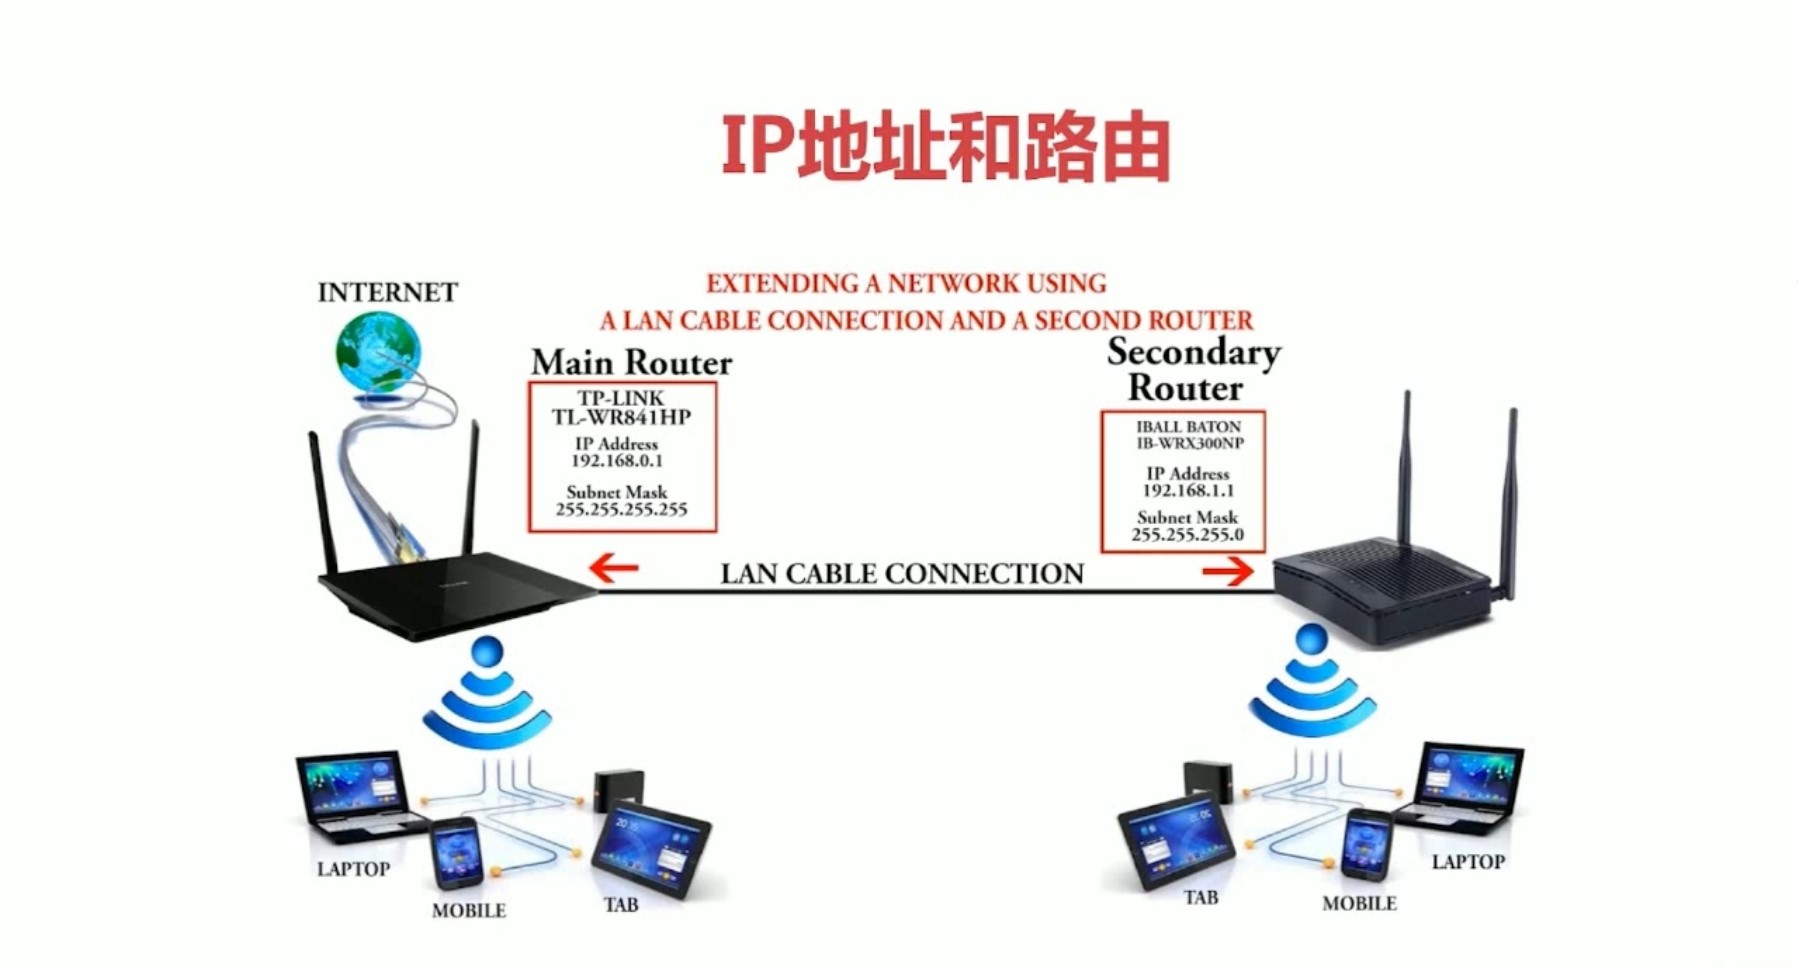 IP地址和路由
EXTENDING A NETWORK USING
A LAN CABLE CONNECTION AND A SECOND ROUTER
INTERNET
Main Router
TP-LINK
TL-WR841HP
IP Address
192.168.0.1
Subnet Mask
255.255.255.255
Secondary
Router
IBALL BATON
IB-WRX300NP
IP Address
192.168.1.1
Subnet Mask
255.255.255.0
LAN CABLE CONNECTION
LAPTOP
MOBILE
TAB
TAB
MOBILE
LAPTOP